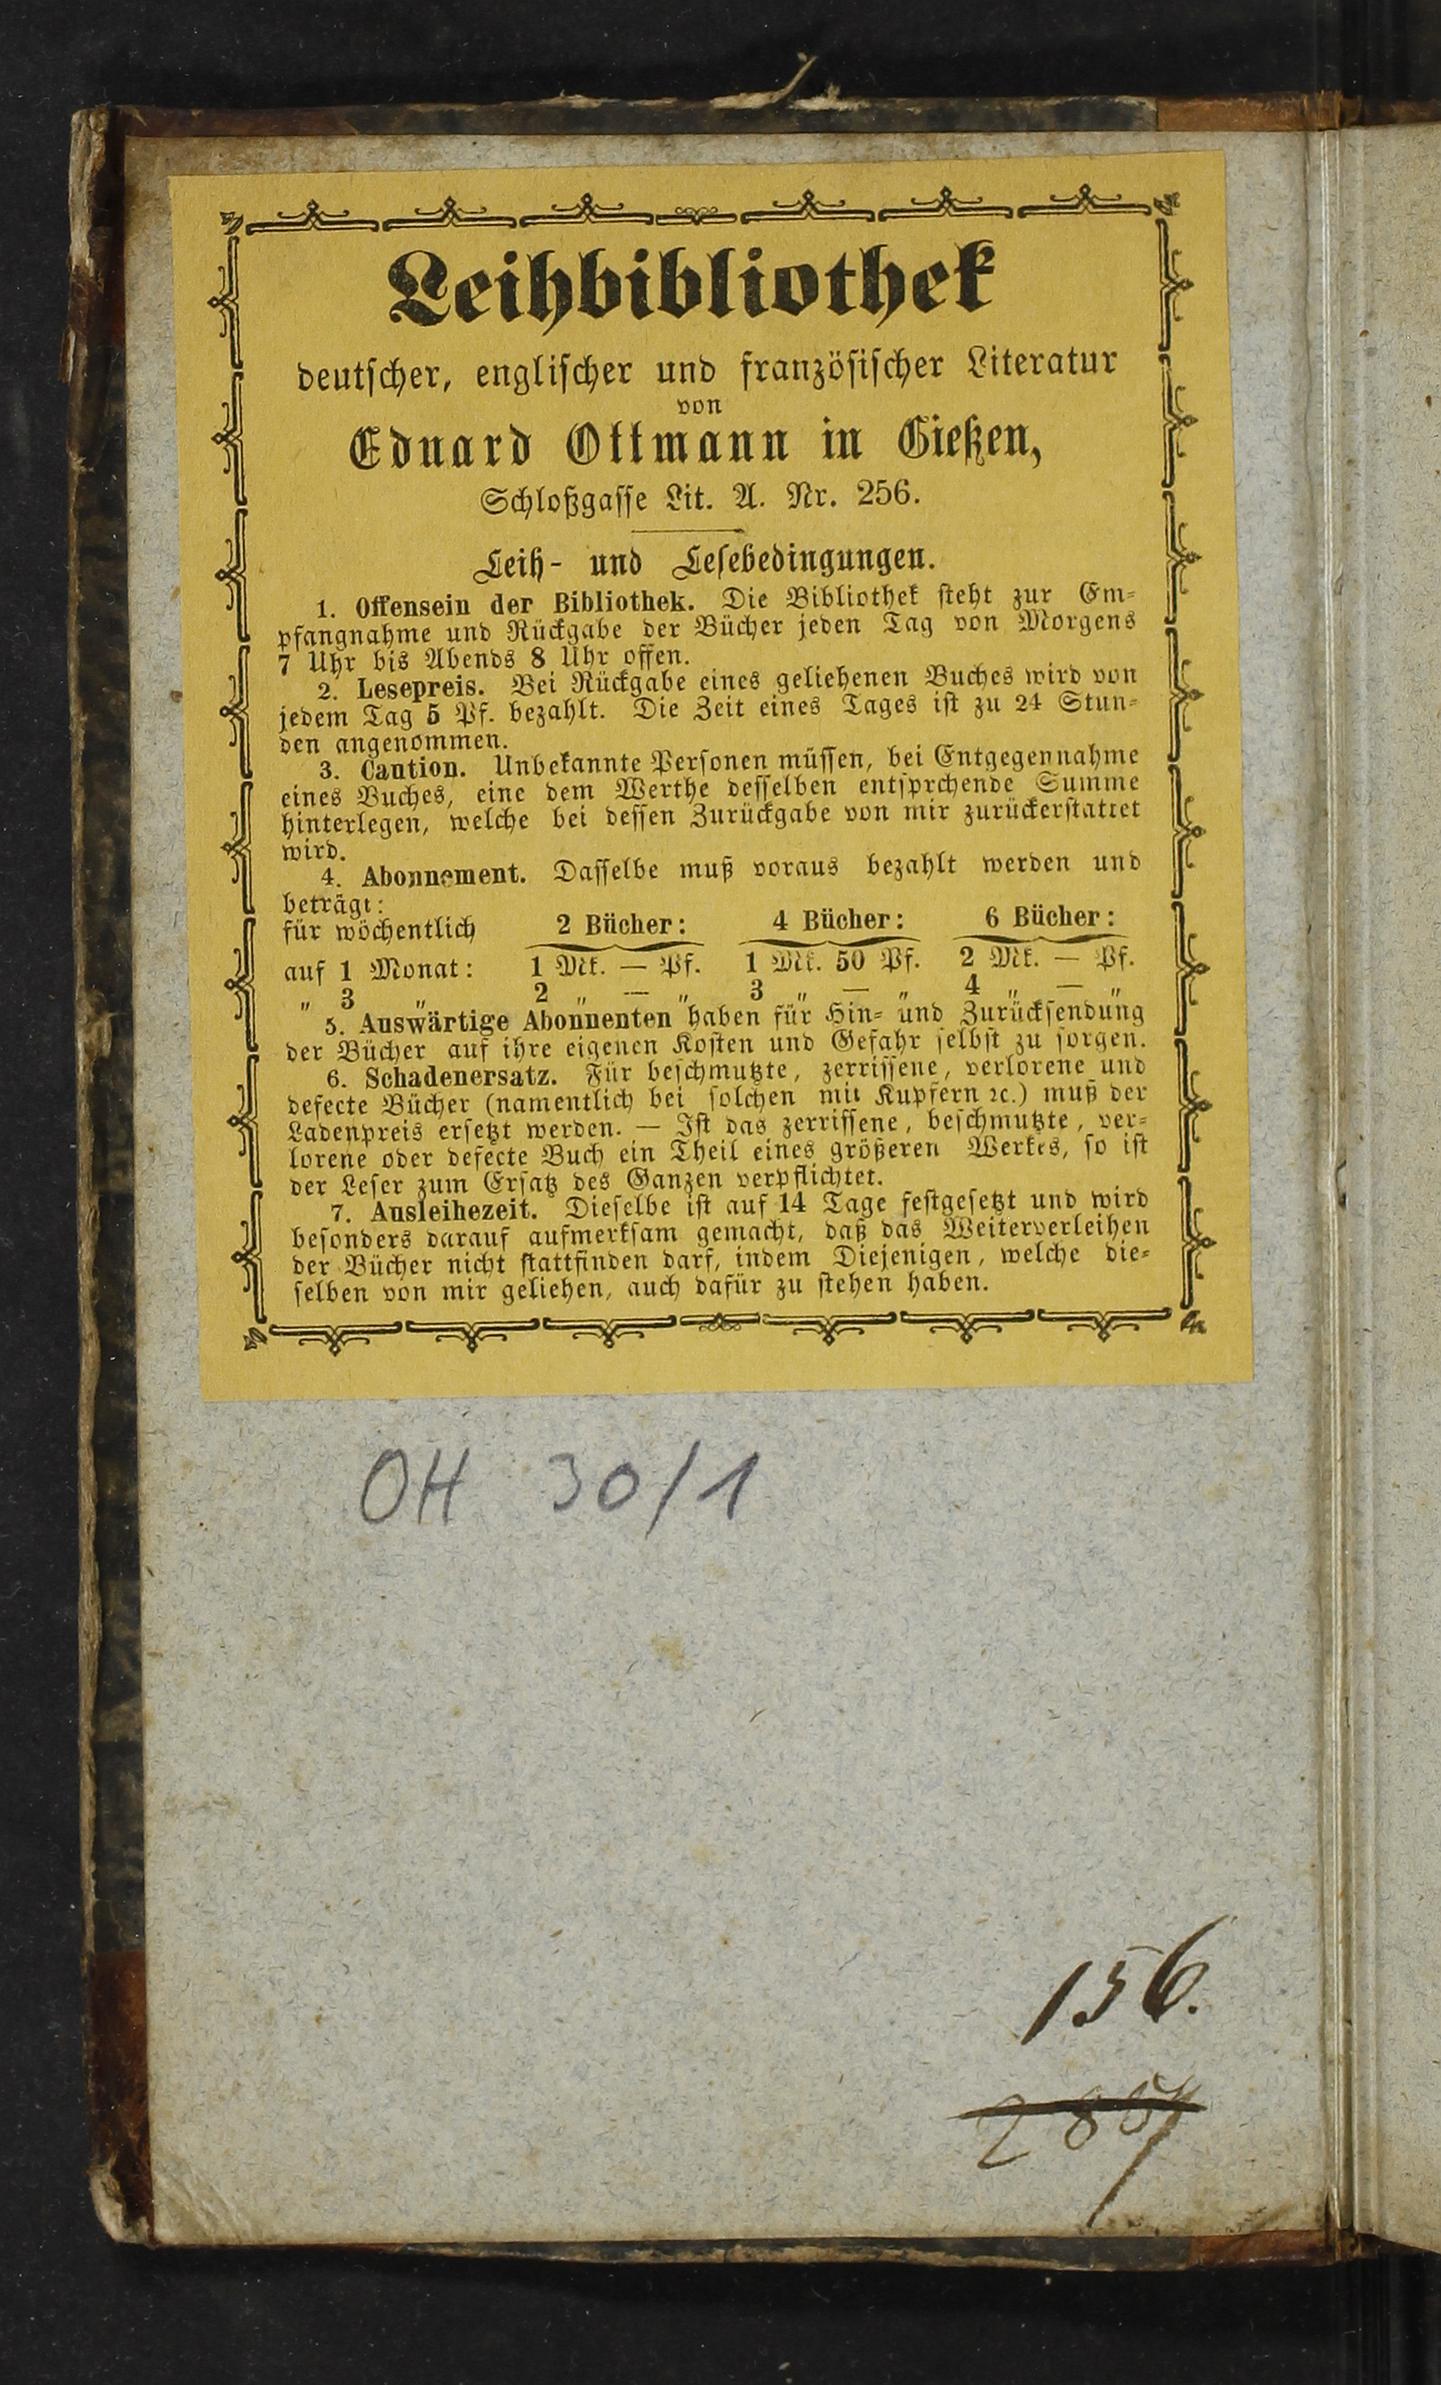 Leihbibliothek
deutscher, englischer und französischer Literatur
von
Eduard Ottmann in Gießen,
Schloßgasse Lit. A. Nr. 256.
Leih- und Lesebedingungen.
1. Offensein der Bibliothek. Die Bibliothek steht zur Em-
pfangnahme und Rückgabe der Bücher jeden Tag von Morgens
7 Uhr bis Abends 8 Uhr offen.
2. Lesepreis. Bei Rückgabe eines geliehenen Buches wird von
jedem Tag 5 Pf. bezahlt. Die Zeit eines Tages ist zu 24 Stun-
den angenommen.
3. Caution. Unbekannte Personen müssen, bei Entgegennahme
eines Buches, eine dem Werthe desselben entsprchende Summe
hinterlegen, welche bei dessen Zurückgabe von mir zurückerstattet
wird.
4. Abonnement. Dasselbe muß voraus bezahlt werden und
beträgt:
für wöchentlich 2 Bücher: 4 Bücher: 6 Bücher:
auf 1 Monat: 1 Mk. — Pf. 1 Mk. 50 Pf. 2 Mk. — Pf.
„ 3 „ 2 „ — „ 3 „ — „ 4 „ — „
5. Auswärtige Abonnenten haben für Hin- und Zurücksendung
der Bücher auf ihre eigenen Kosten und Gefahr selbst zu sorgen.
6. Schadenersatz. Für beschmutzte, zerrissene, verlorene und
defecte Bücher (namentlich bei solchen mit Kupfern ꝛc.) muß der
Ladenpreis ersetzt werden. — Ist das zerrissene, beschmutzte, ver-
lorene oder defecte Buch ein Theil eines größeren Werkes, so ist
der Leser zum Ersatz des Ganzen verpflichtet.
7. Ausleihezeit. Dieselbe ist auf 14 Tage festgesetzt und wird
besonders darauf aufmerksam gemacht, daß das Weiterverleihen
der Bücher nicht stattfinden darf, indem Diejenigen, welche die-
selben von mir geliehen, auch dafür zu stehen haben.
OH 30/1
156.